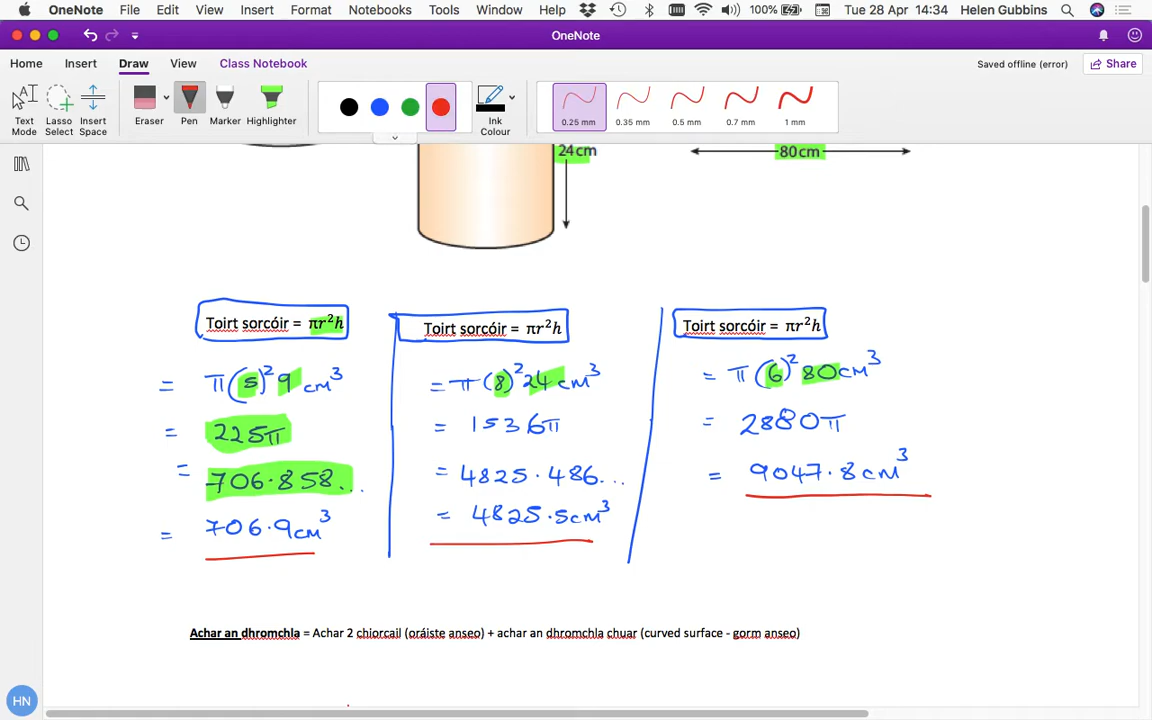 OneNote File Edit View Insert Format Notebooks Tools Window Help 100% Tue 28 Apr 14:34 Helen Gubbins
OneNote
Home Insert Draw View Class Notebook Saved offline (error) Share
Text Mode Lasso Select Insert Space Eraser Pen Marker Highlighter Ink Colour 0.25 mm 0.35 mm 0.5 mm 0.7 mm 1 mm
24cm
80cm
Toirt sorcóir = πr²h
= π(5)² 9 cm³
= 225π
= 706.858...
= 706.9cm³
Toirt sorcóir = πr²h
= π(8)² 24 cm³
= 1536π
= 4825.486...
= 4825.5cm³
Toirt sorcóir = πr²h
= π(6)² 80cm³
= 2880π
= 9047.8cm³
Achar an dhromchla = Achar 2 chiorcail (oráiste anseo) + achar an dhromchla chuar (curved surface - gorm anseo)
HN